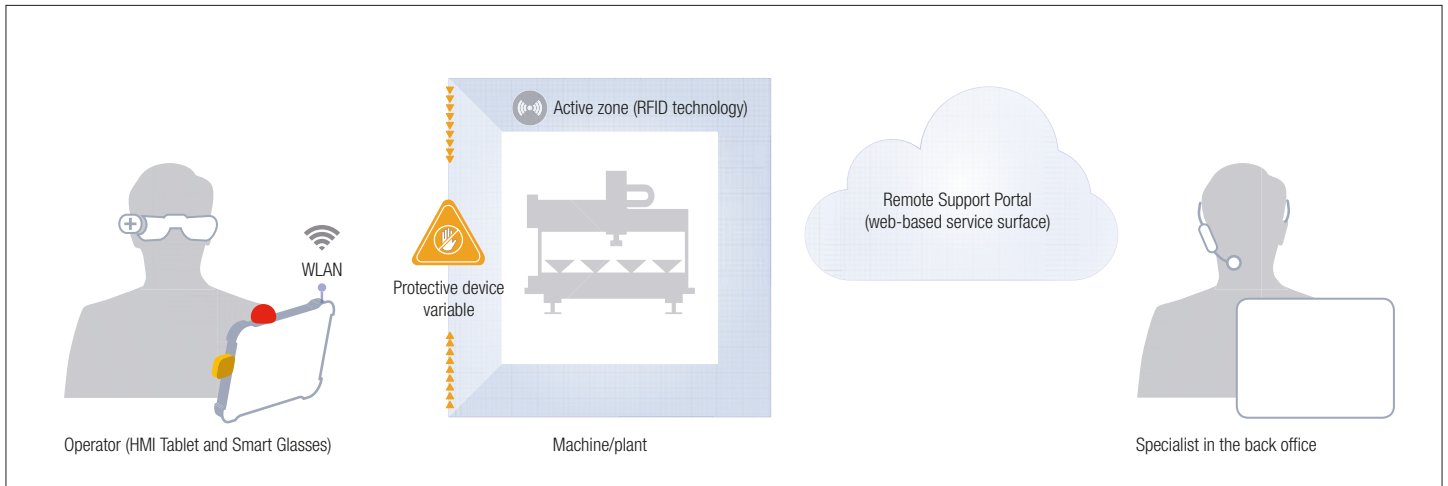 Active zone (RFID technology)
Remote Support Portal
(web-based service surface)
WLAN
Protective device
variable
Operator (HMI Tablet and Smart Glasses)
Machine/plant
Specialist in the back office